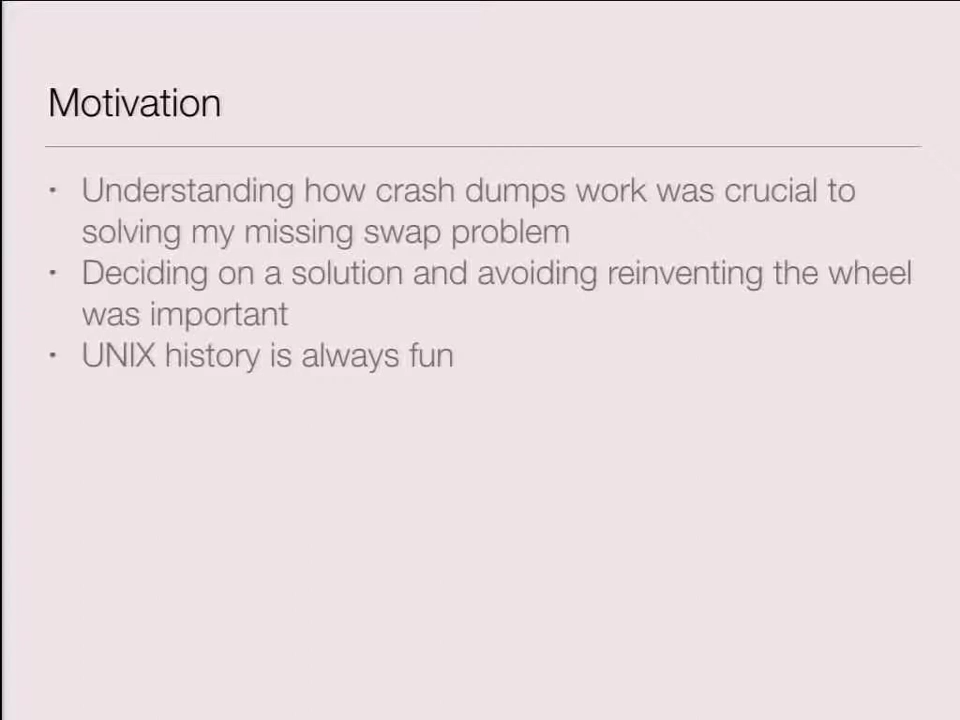 Motivation
• Understanding how crash dumps work was crucial to
solving my missing swap problem
• Deciding on a solution and avoiding reinventing the wheel
was important
• UNIX history is always fun